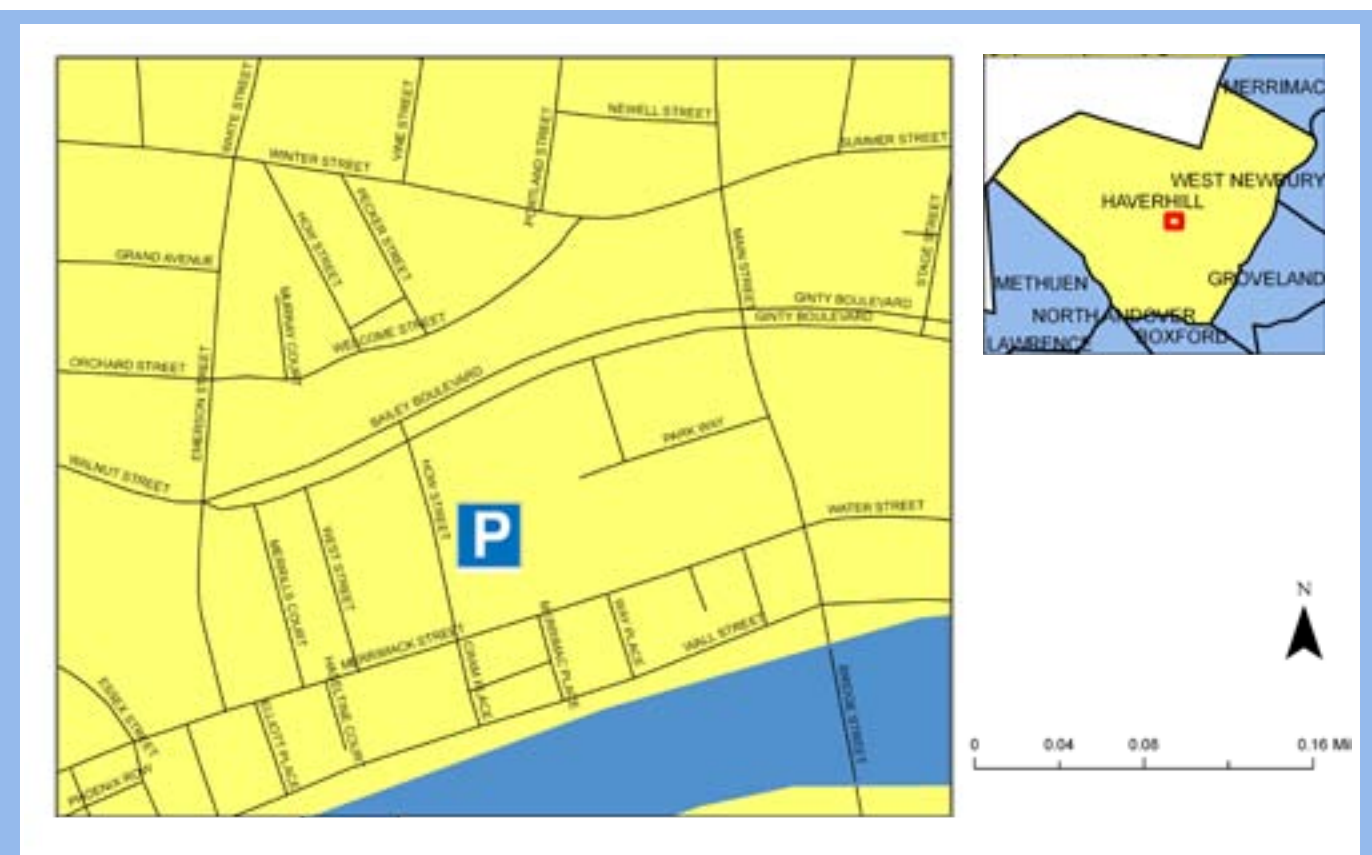 WHITE STREET
VINE STREET
NEWELL STREET
PORTLAND STREET
SUMMER STREET
WINTER STREET
HOW STREET
PECKER STREET
MAIN STREET
STAGE STREET
GRAND AVENUE
MURRAY COURT
WELCOME STREET
GINTY BOULEVARD
GINTY BOULEVARD
ORCHARD STREET
EMERSON STREET
BAILEY BOULEVARD
PARK WAY
WALNUT STREET
HOW STREET
P
WATER STREET
MERRILLS COURT
WEST STREET
MERRIMACK STREET
WAY PLACE
WALL STREET
MERRIMAC PLACE
CRAM PLACE
HASELTINE COURT
BRIDGE STREET
ESSEX STREET
ELLIOTT PLACE
PHOENIX ROW
MERRIMAC
WEST NEWBURY
HAVERHILL
METHUEN
GROVELAND
NORTH ANDOVER
BOXFORD
LAWRENCE
N
0 0.04 0.08 0.16 Mi